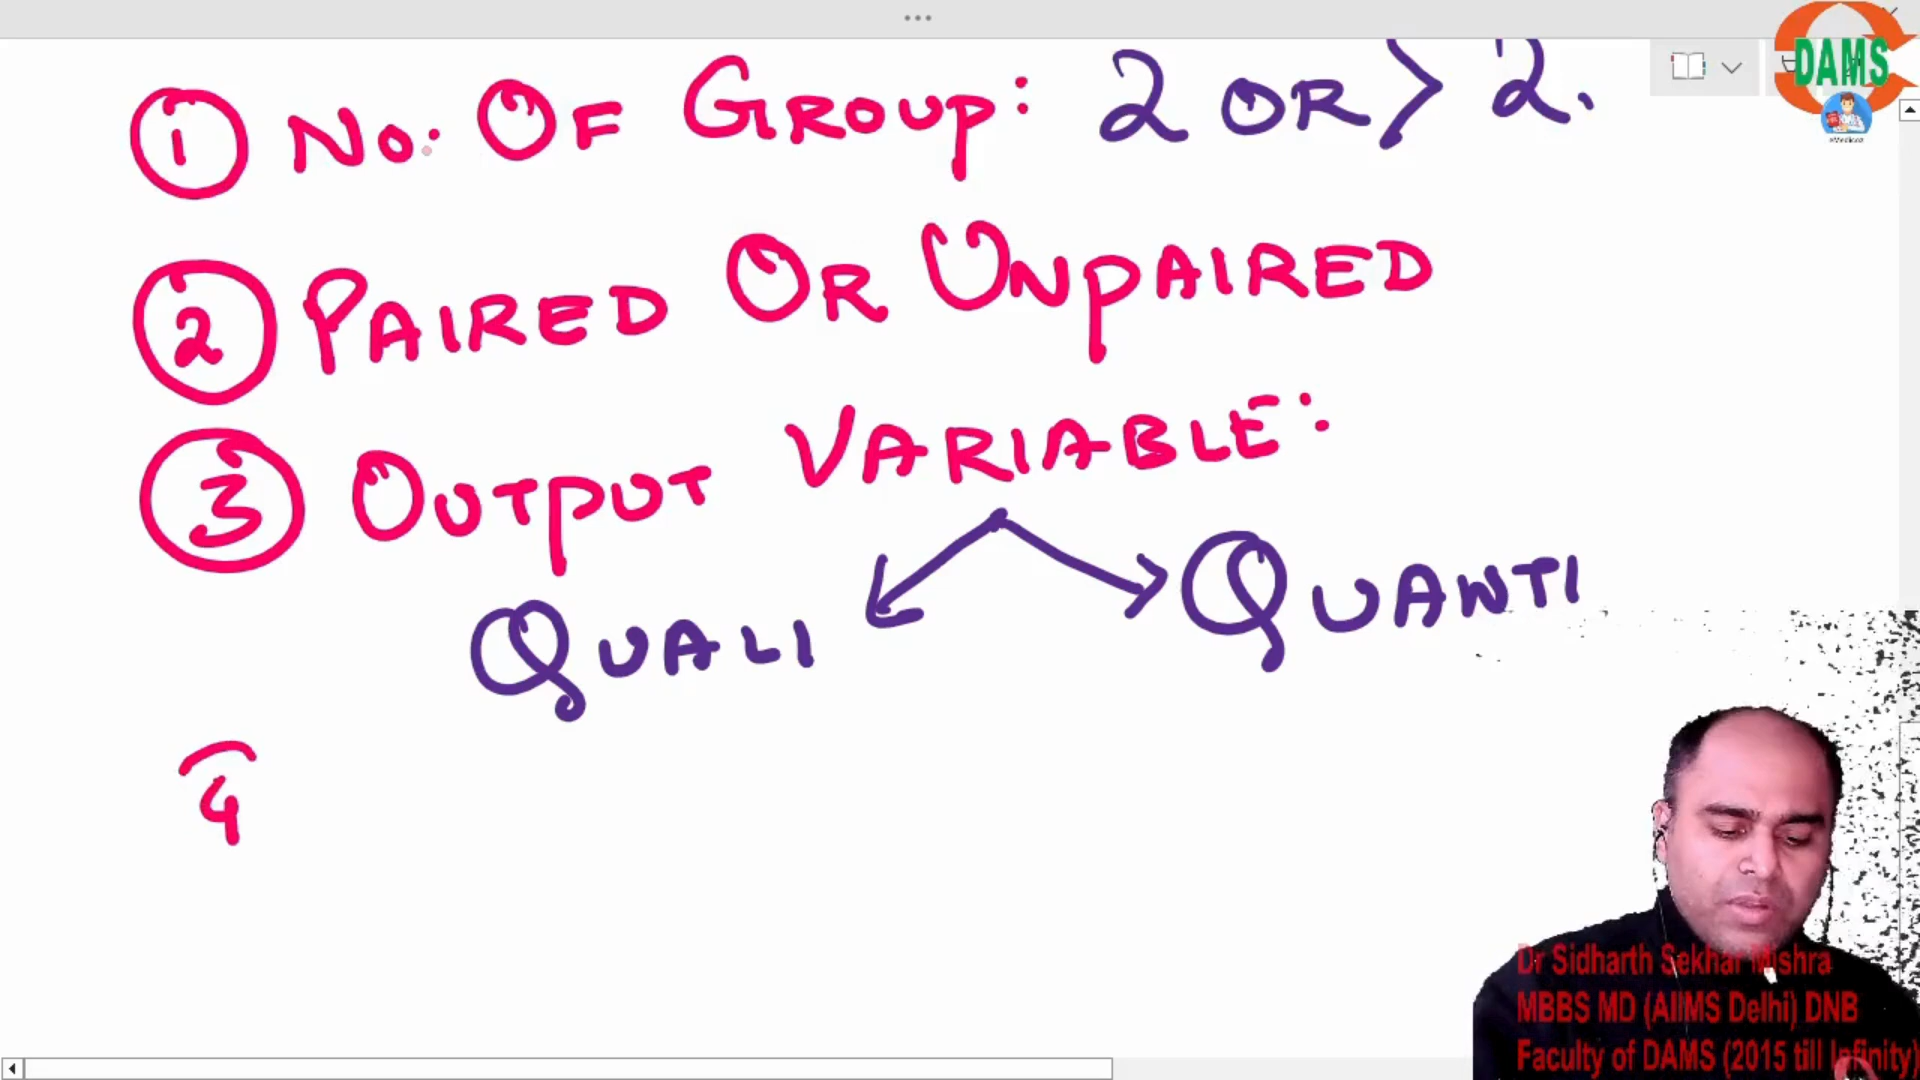 DAMS
① No: OF GROUP: 2 OR > 2.
② PAIRED OR UNPAIRED
③ OUTPUT VARIABLE:
QUALI QUANTI
4
Dr Sidharth Sekhar Mishra
MBBS MD (AIIMS Delhi) DNB
Faculty of DAMS (2015 till Infinity)